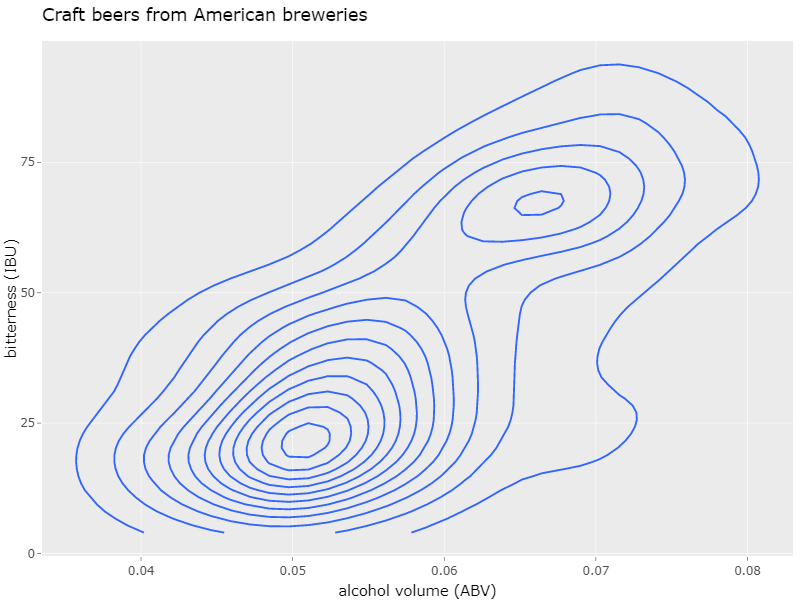 Craft beers from American breweries
bitterness (IBU)
75
50
25
0
0.04 0.05 0.06 0.07 0.08
alcohol volume (ABV)